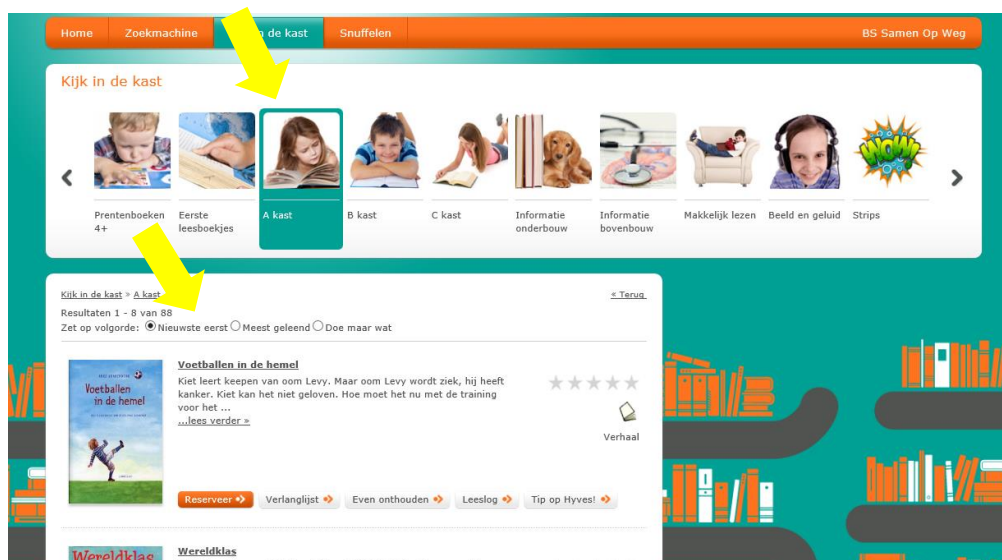 Home Zoekmachine de kast Snuffelen BS Samen Op Weg
Kijk in de kast
WOW!
Prentenboeken 4+
Eerste leesboekjes
A kast
B kast
C kast
Informatie onderbouw
Informatie bovenbouw
Makkelijk lezen
Beeld en geluid
Strips
Kijk in de kast » A kast « Terug
Resultaten 1 - 8 van 88
Zet op volgorde: Nieuwste eerst Meest geleend Doe maar wat
Voetballen
in de hemel
Voetballen in de hemel
Kiet leert keepen van oom Levy. Maar oom Levy wordt ziek, hij heeft
kanker. Kiet kan het niet geloven. Hoe moet het nu met de training
voor het ...
...lees verder »
Verhaal
Reserveer Verlanglijst Even onthouden Leeslog Tip op Hyves!
Wereldklas
Wereldklas